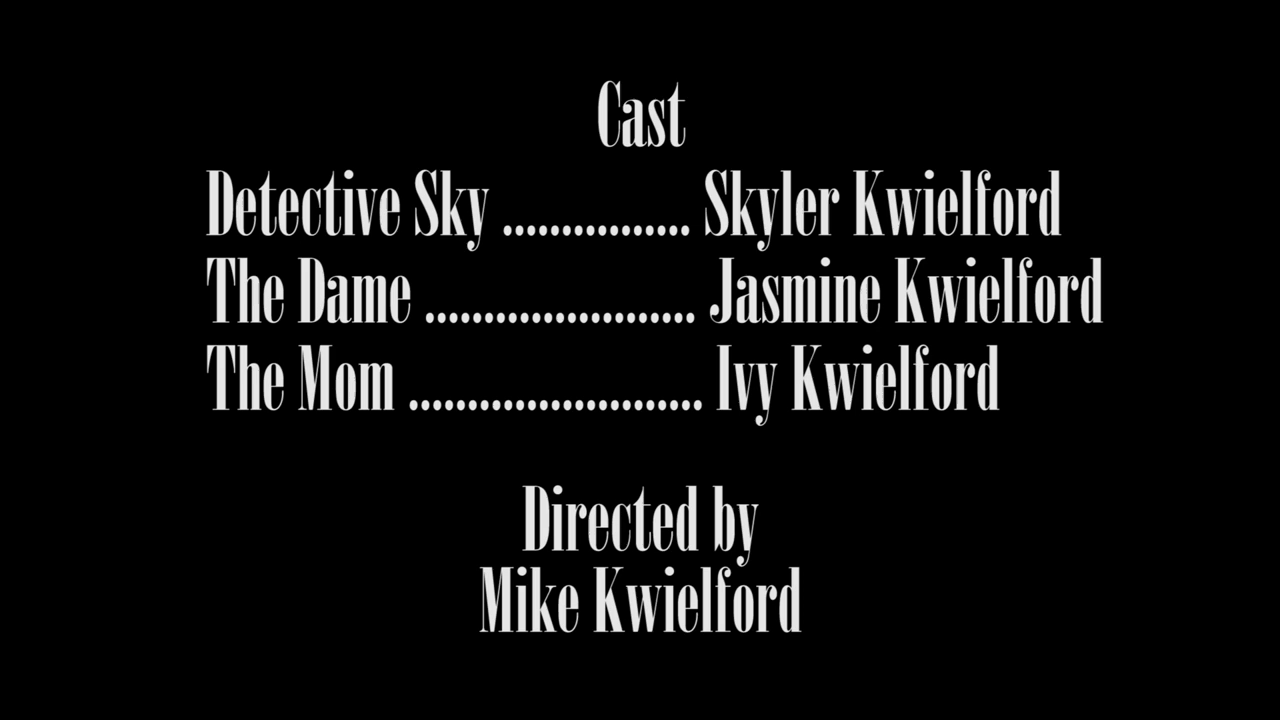 Cast
Detective Sky ................ Skyler Kwielford
The Dame ....................... Jasmine Kwielford
The Mom ......................... Ivy Kwielford
Directed by
Mike Kwielford